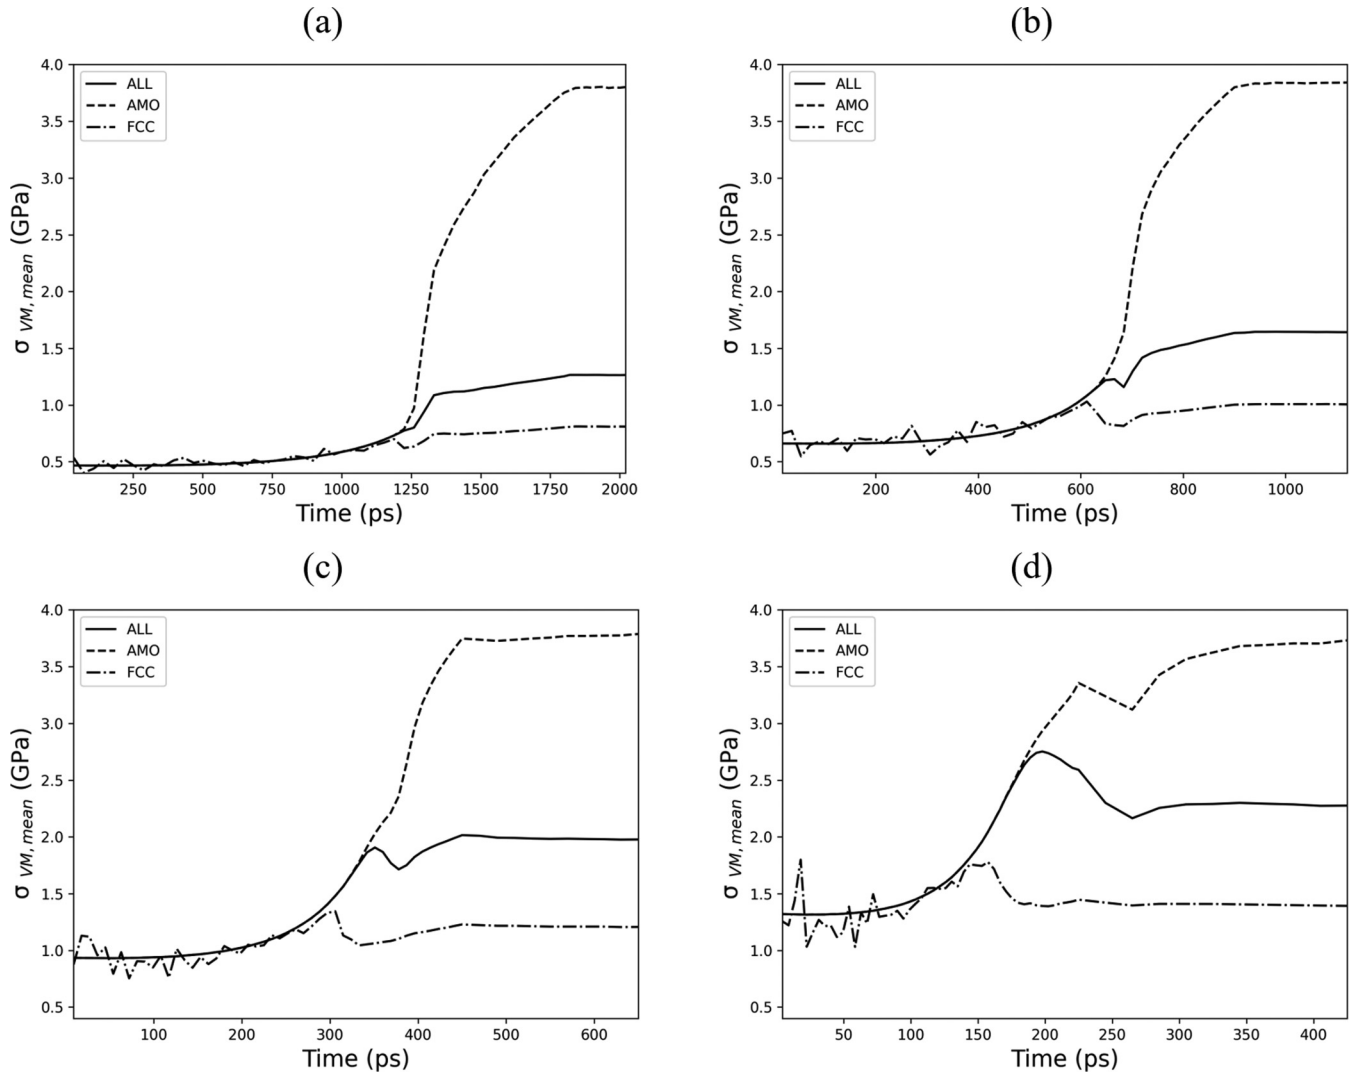 (a)
4.0
3.5
3.0
2.5
2.0
1.5
1.0
0.5
σ VM, mean (GPa)
ALL
AMO
FCC
250 500 750 1000 1250 1500 1750 2000
Time (ps)
(b)
4.0
3.5
3.0
2.5
2.0
1.5
1.0
0.5
σ VM, mean (GPa)
ALL
AMO
FCC
200 400 600 800 1000
Time (ps)
(c)
4.0
3.5
3.0
2.5
2.0
1.5
1.0
0.5
σ VM, mean (GPa)
ALL
AMO
FCC
100 200 300 400 500 600
Time (ps)
(d)
4.0
3.5
3.0
2.5
2.0
1.5
1.0
0.5
σ VM, mean (GPa)
ALL
AMO
FCC
50 100 150 200 250 300 350 400
Time (ps)